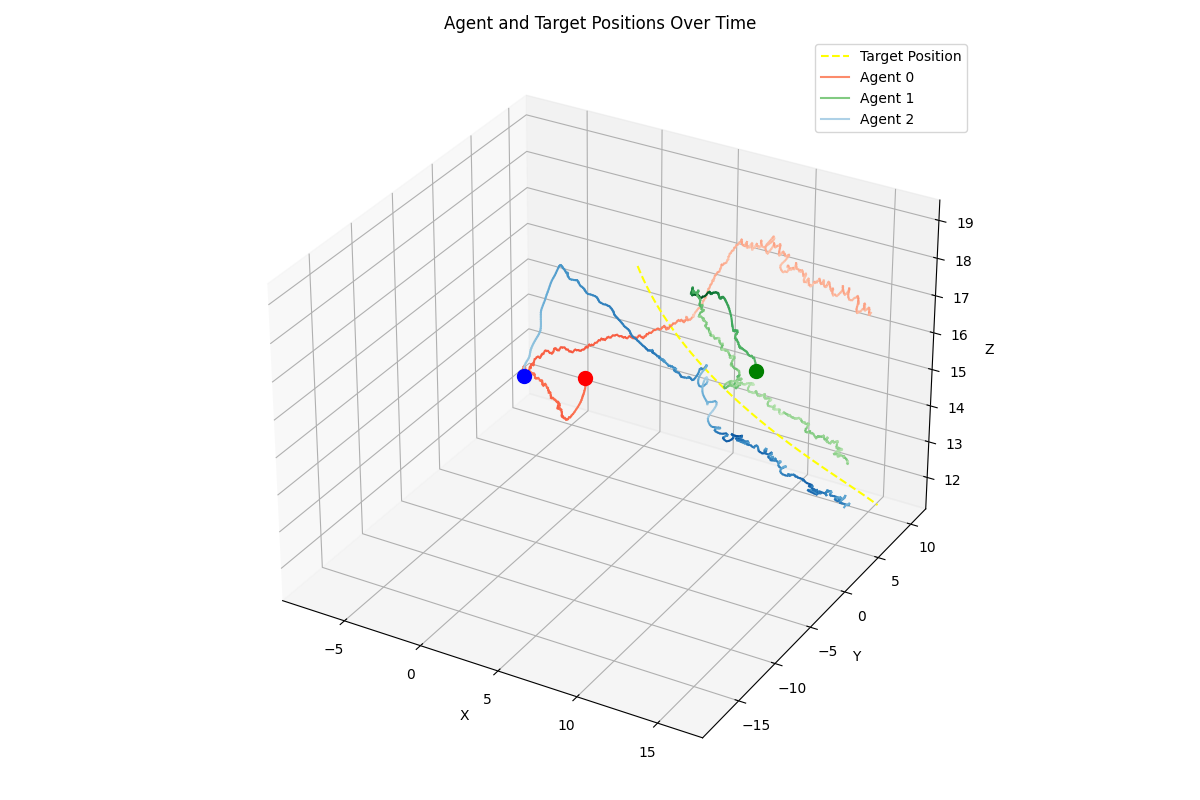 Agent and Target Positions Over Time
Target Position
Agent 0
Agent 1
Agent 2
19
18
17
16
15
14
13
12
Z
10
5
0
−5
−10
−15
Y
−5
0
5
10
15
X